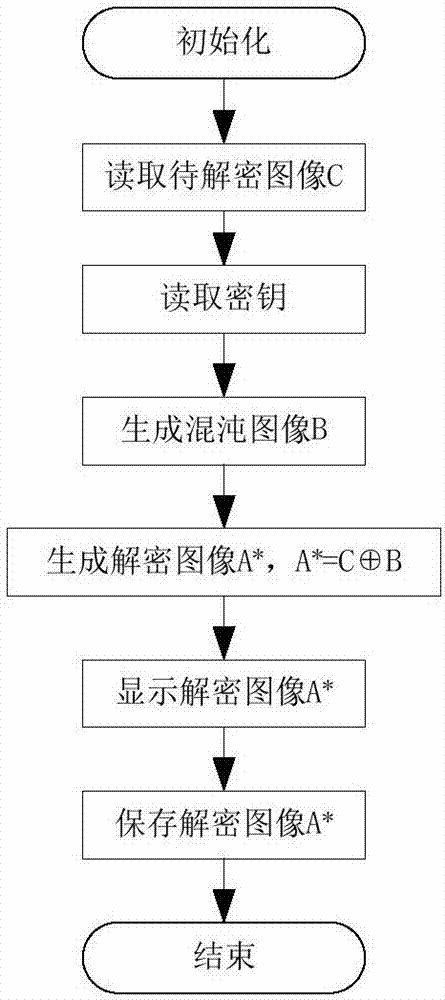 初始化
读取待解密图像C
读取密钥
生成混沌图像B
生成解密图像A*，A*=C⊕B
显示解密图像A*
保存解密图像A*
结束